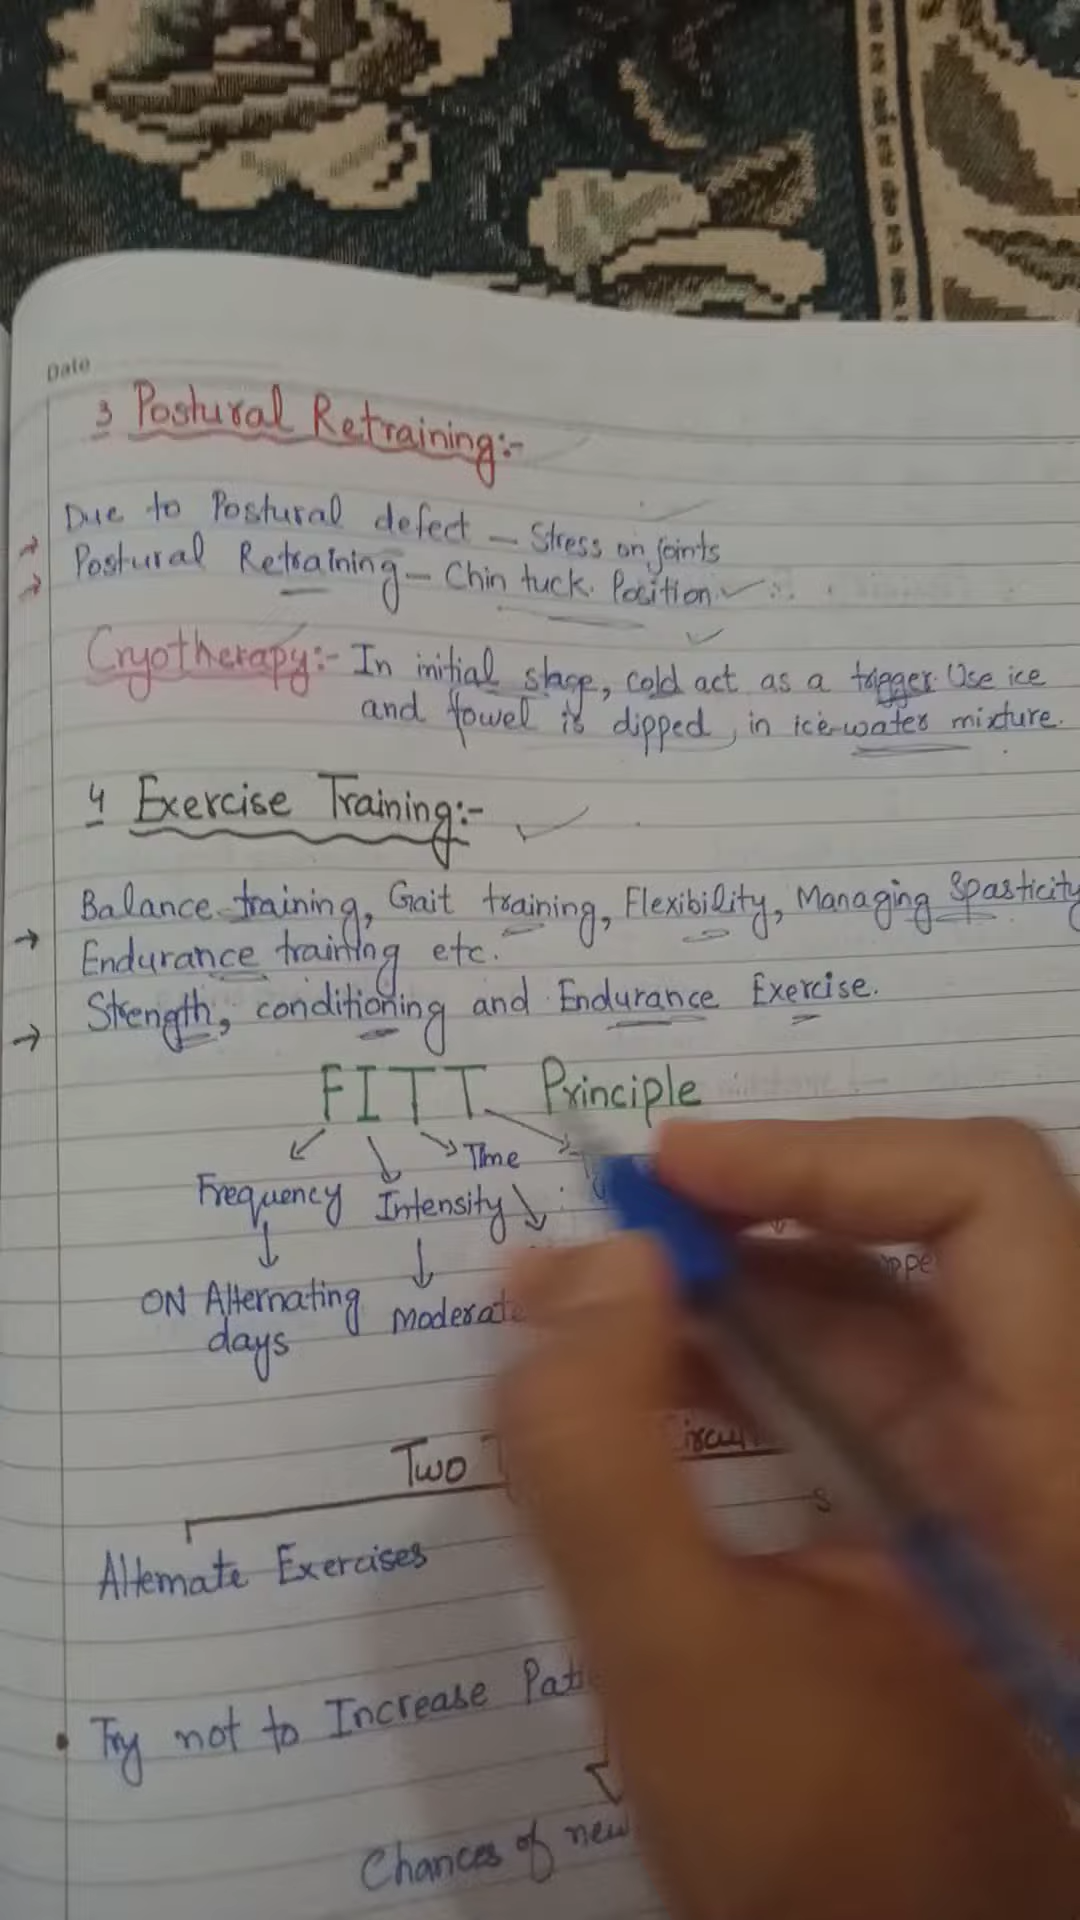 Date
3 Postural Retraining:-
Due to Postural defect - Stress on joints
Postural Retraining - Chin tuck Position
Cryotherapy:- In initial stage, cold act as a trigger. Use ice
and towel is dipped in ice-water mixture.
4 Exercise Training:-
Balance training, Gait training, Flexibility, Managing Spasticity
Endurance training etc.
Strength, conditioning and Endurance Exercise.
FITT Principle
Time
Frequency Intensity
ON Alternating Moderate
days
Two
Alternate Exercises
Try not to Increase
Chances of new